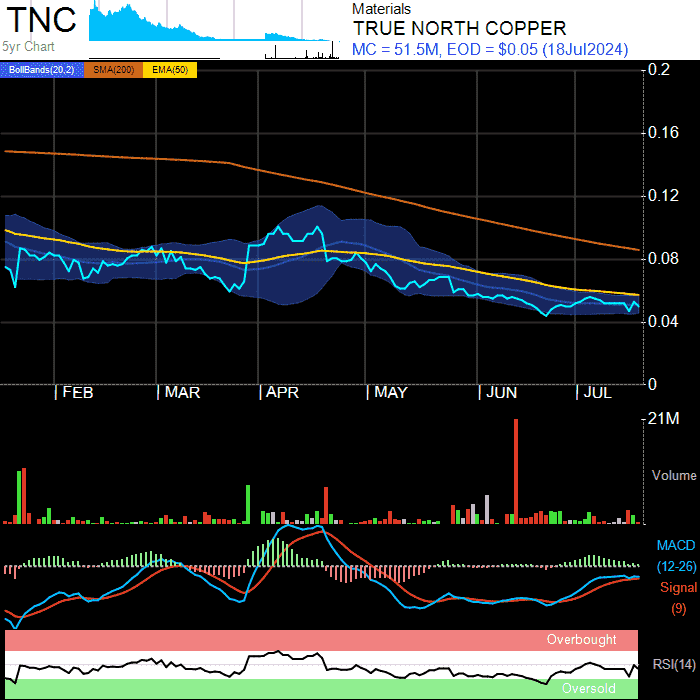 TNC
5yr Chart
Materials
TRUE NORTH COPPER
MC = 51.5M, EOD = $0.05 (18Jul2024)
BollBands(20,2) SMA(200) EMA(50)
0.2
0.16
0.12
0.08
0.04
0
FEB MAR APR MAY JUN JUL
21M
Volume
MACD
(12-26)
Signal
(9)
Overbought
RSI(14)
Oversold